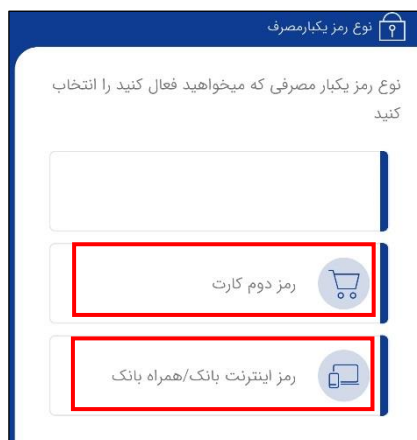 نوع رمز یکبارمصرف
نوع رمز یکبار مصرفی که میخواهید فعال کنید را انتخاب
کنید
رمز دوم کارت
رمز اینترنت بانک/همراه بانک